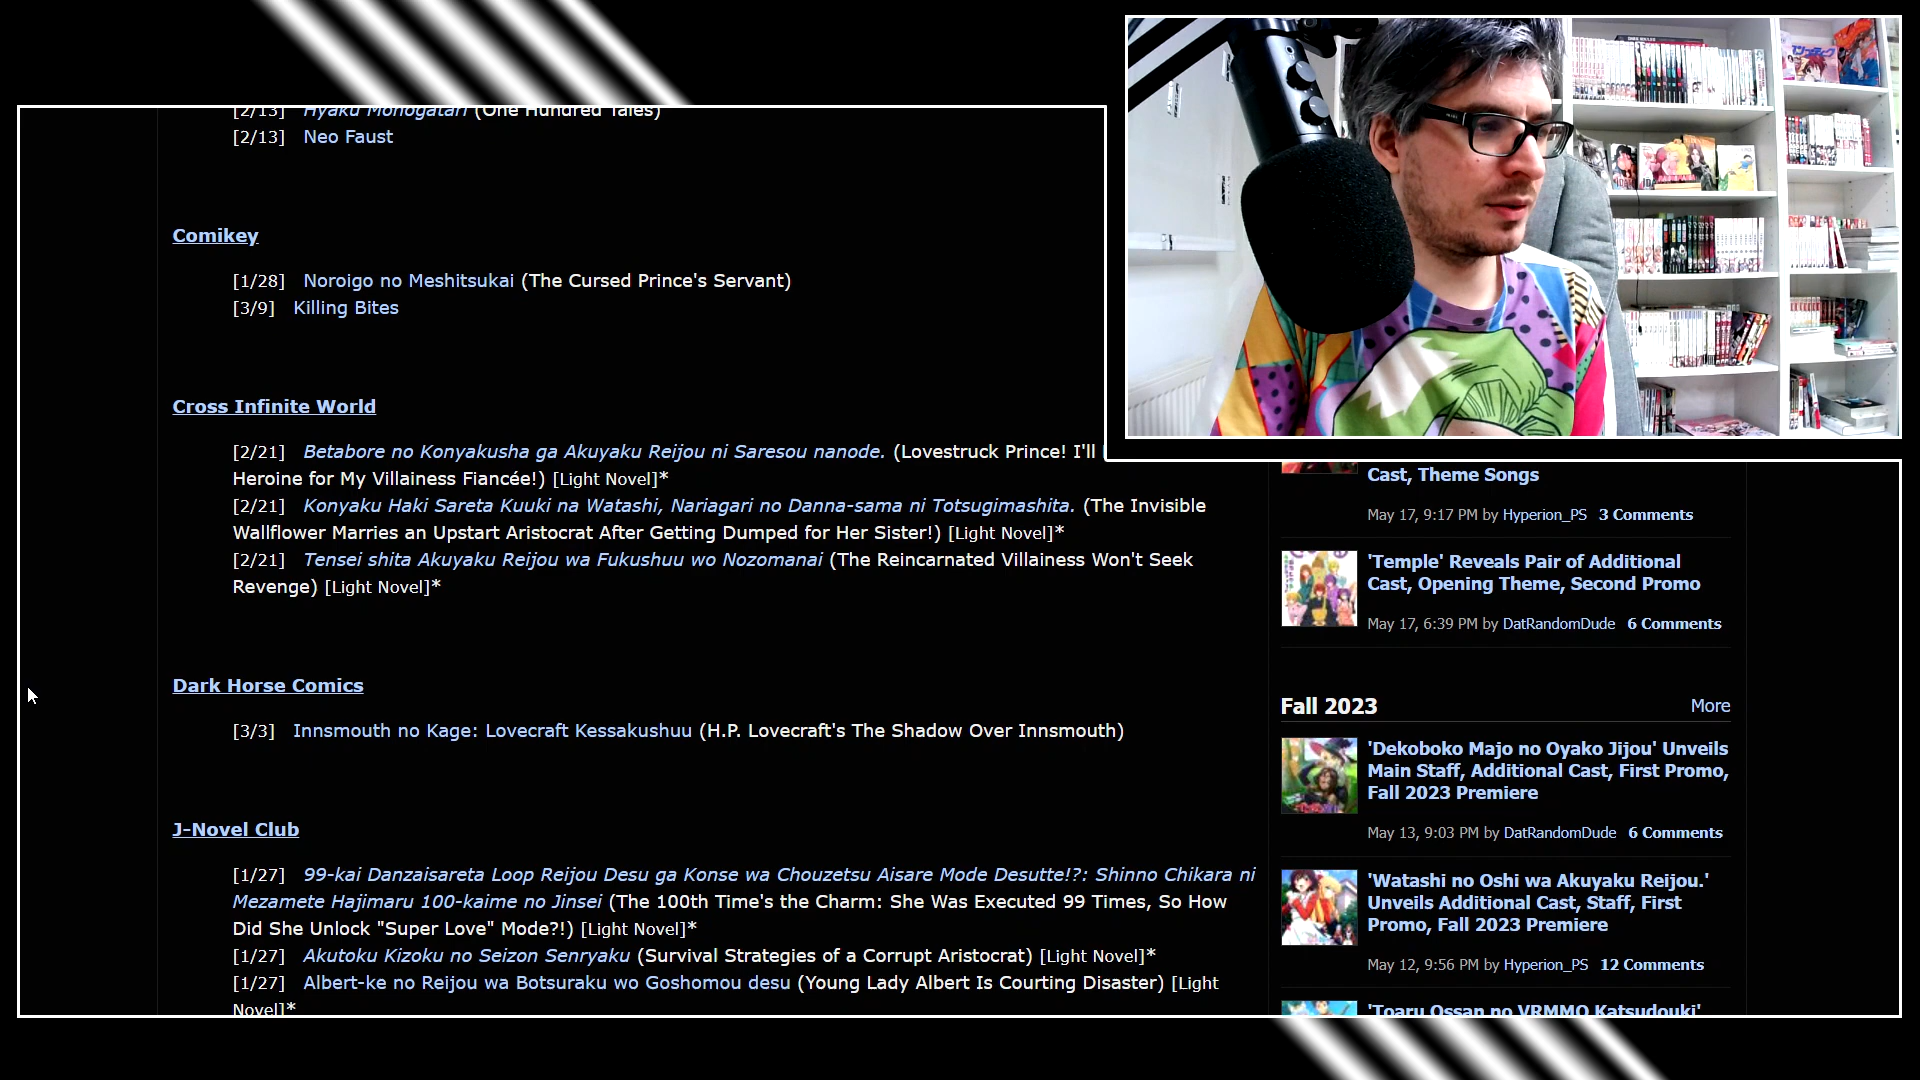 [2/13] Hyaku Monogatari (One Hundred Tales)
[2/13] Neo Faust
Comikey
[1/28] Noroigo no Meshitsukai (The Cursed Prince's Servant)
[3/9] Killing Bites
Cross Infinite World
[2/21] Betabore no Konyakusha ga Akuyaku Reijou ni Saresou nanode. (Lovestruck Prince! I'll
Heroine for My Villainess Fiancée!) [Light Novel]*
[2/21] Konyaku Haki Sareta Kuuki na Watashi, Nariagari no Danna-sama ni Totsugimashita. (The Invisible
Wallflower Marries an Upstart Aristocrat After Getting Dumped for Her Sister!) [Light Novel]*
[2/21] Tensei shita Akuyaku Reijou wa Fukushuu wo Nozomanai (The Reincarnated Villainess Won't Seek
Revenge) [Light Novel]*
Dark Horse Comics
[3/3] Innsmouth no Kage: Lovecraft Kessakushuu (H.P. Lovecraft's The Shadow Over Innsmouth)
J-Novel Club
[1/27] 99-kai Danzaisareta Loop Reijou Desu ga Konse wa Chouzetsu Aisare Mode Desutte!?: Shinno Chikara ni
Mezamete Hajimaru 100-kaime no Jinsei (The 100th Time's the Charm: She Was Executed 99 Times, So How
Did She Unlock "Super Love" Mode?!) [Light Novel]*
[1/27] Akutoku Kizoku no Seizon Senryaku (Survival Strategies of a Corrupt Aristocrat) [Light Novel]*
[1/27] Albert-ke no Reijou wa Botsuraku wo Goshomou desu (Young Lady Albert Is Courting Disaster) [Light
Novel]*
Cast, Theme Songs
May 17, 9:17 PM by Hyperion_PS 3 Comments
'Temple' Reveals Pair of Additional
Cast, Opening Theme, Second Promo
May 17, 6:39 PM by DatRandomDude 6 Comments
Fall 2023 More
'Dekoboko Majo no Oyako Jijou' Unveils
Main Staff, Additional Cast, First Promo,
Fall 2023 Premiere
May 13, 9:03 PM by DatRandomDude 6 Comments
'Watashi no Oshi wa Akuyaku Reijou.'
Unveils Additional Cast, Staff, First
Promo, Fall 2023 Premiere
May 12, 9:56 PM by Hyperion_PS 12 Comments
'Toaru Ossan no VRMMO Katsudouki'